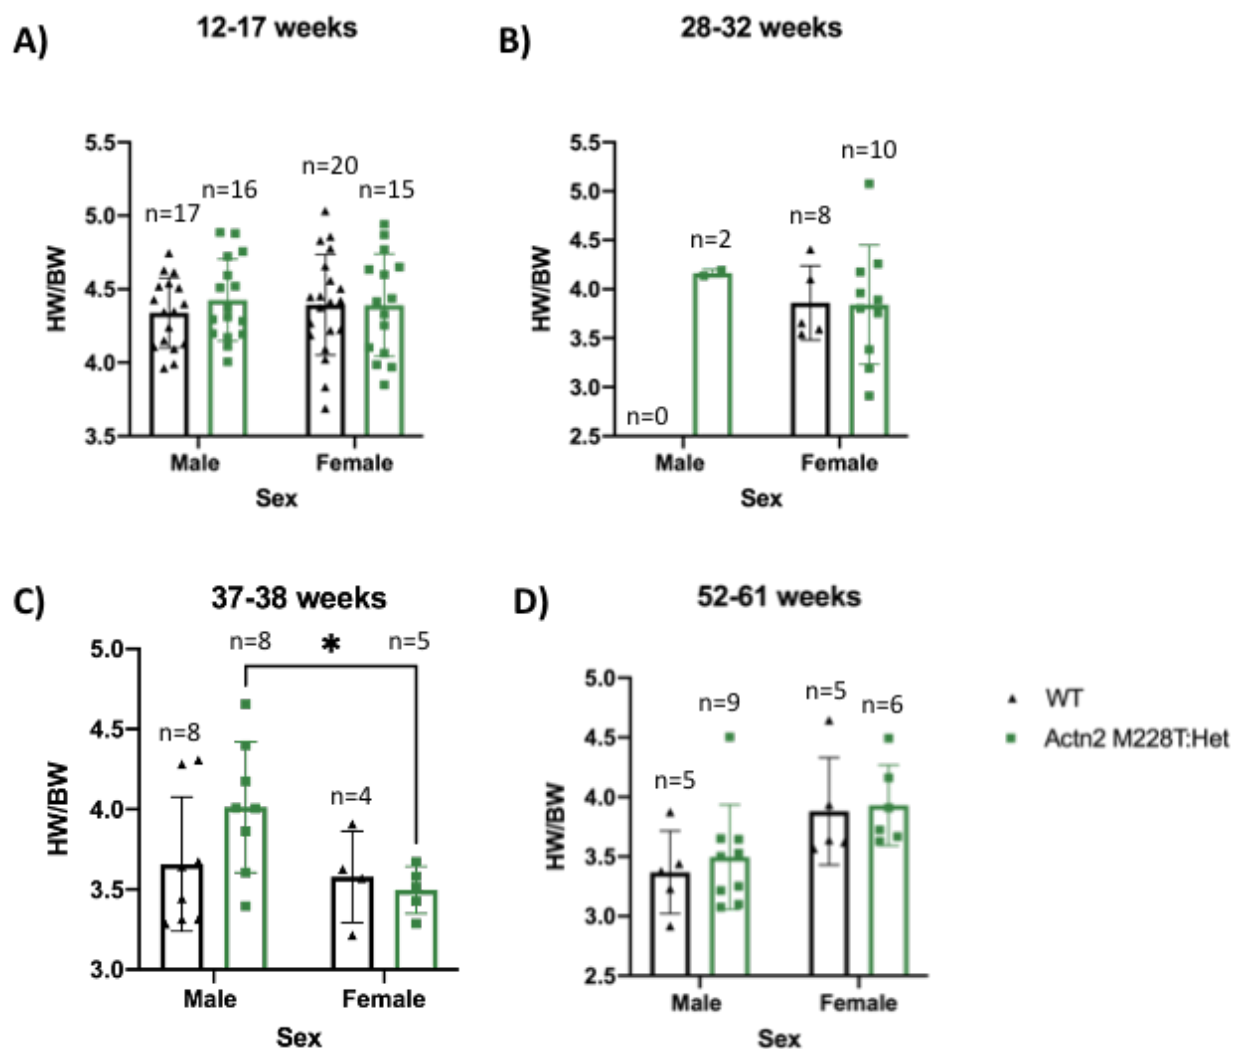 A)
12-17 weeks
5.5
5.0
4.5
4.0
3.5
HW/BW
n=17
n=16
n=20
n=15
Male
Female
Sex
B)
28-32 weeks
5.5
5.0
4.5
4.0
3.5
3.0
2.5
HW/BW
n=0
n=2
n=8
n=10
Male
Female
Sex
C)
37-38 weeks
5.0
4.5
4.0
3.5
3.0
HW/BW
n=8
n=8
*
n=4
n=5
Male
Female
Sex
D)
52-61 weeks
5.0
4.5
4.0
3.5
3.0
2.5
HW/BW
n=5
n=9
n=5
n=6
Male
Female
Sex
WT
Actn2 M228T:Het